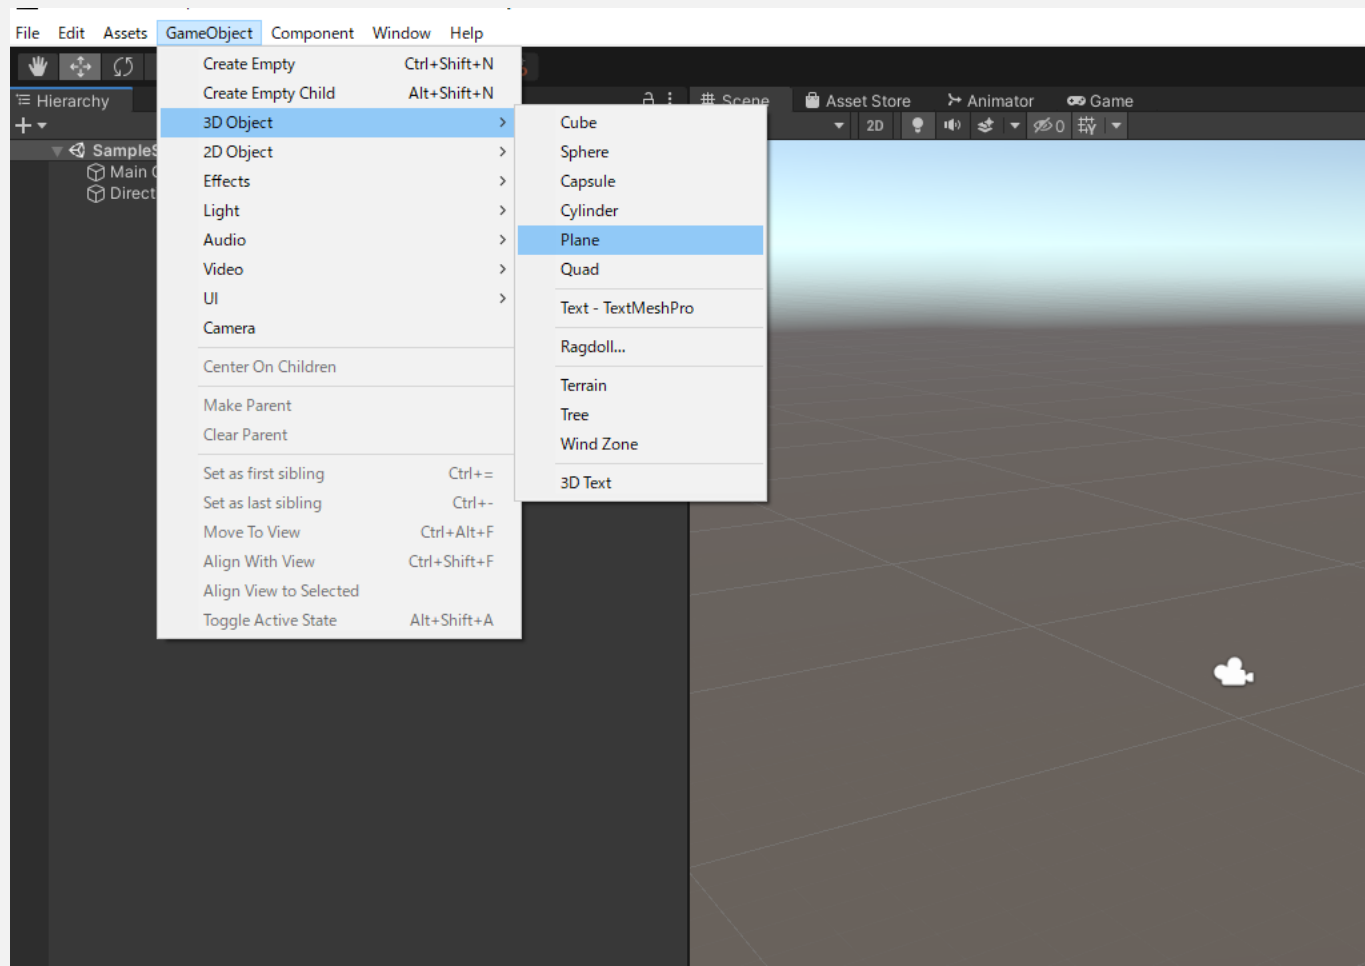 File Edit Assets GameObject Component Window Help
Hierarchy
SampleS
Main
Direct
Create Empty Ctrl+Shift+N
Create Empty Child Alt+Shift+N
3D Object
2D Object
Effects
Light
Audio
Video
UI
Camera
Center On Children
Make Parent
Clear Parent
Set as first sibling Ctrl+=
Set as last sibling Ctrl+-
Move To View Ctrl+Alt+F
Align With View Ctrl+Shift+F
Align View to Selected
Toggle Active State Alt+Shift+A
Cube
Sphere
Capsule
Cylinder
Plane
Quad
Text - TextMeshPro
Ragdoll...
Terrain
Tree
Wind Zone
3D Text
Scene Asset Store Animator Game
2D 0